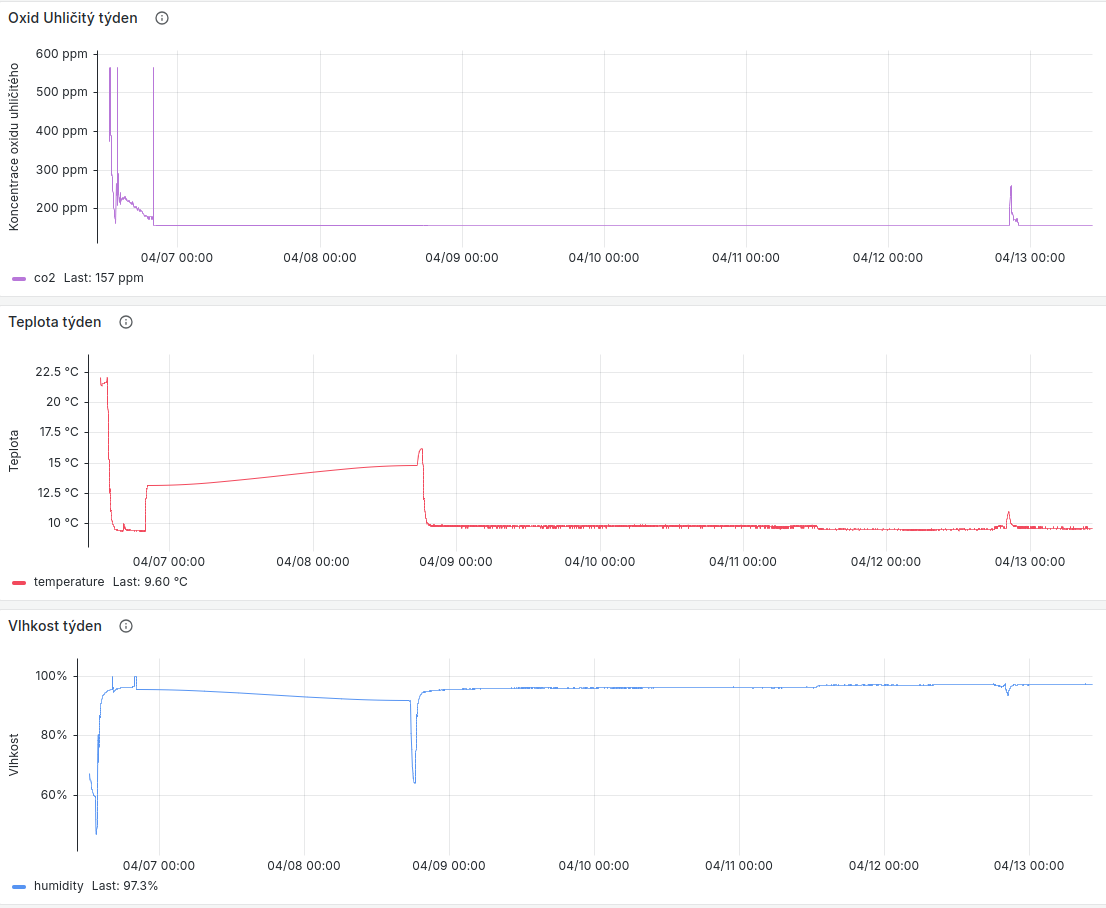 Oxid Uhličitý týden
Koncentrace oxidu uhličitého
600 ppm
500 ppm
400 ppm
300 ppm
200 ppm
04/07 00:00 04/08 00:00 04/09 00:00 04/10 00:00 04/11 00:00 04/12 00:00 04/13 00:00
co2 Last: 157 ppm
Teplota týden
Teplota
22.5 °C
20 °C
17.5 °C
15 °C
12.5 °C
10 °C
04/07 00:00 04/08 00:00 04/09 00:00 04/10 00:00 04/11 00:00 04/12 00:00 04/13 00:00
temperature Last: 9.60 °C
Vlhkost týden
Vlhkost
100%
80%
60%
04/07 00:00 04/08 00:00 04/09 00:00 04/10 00:00 04/11 00:00 04/12 00:00 04/13 00:00
humidity Last: 97.3%